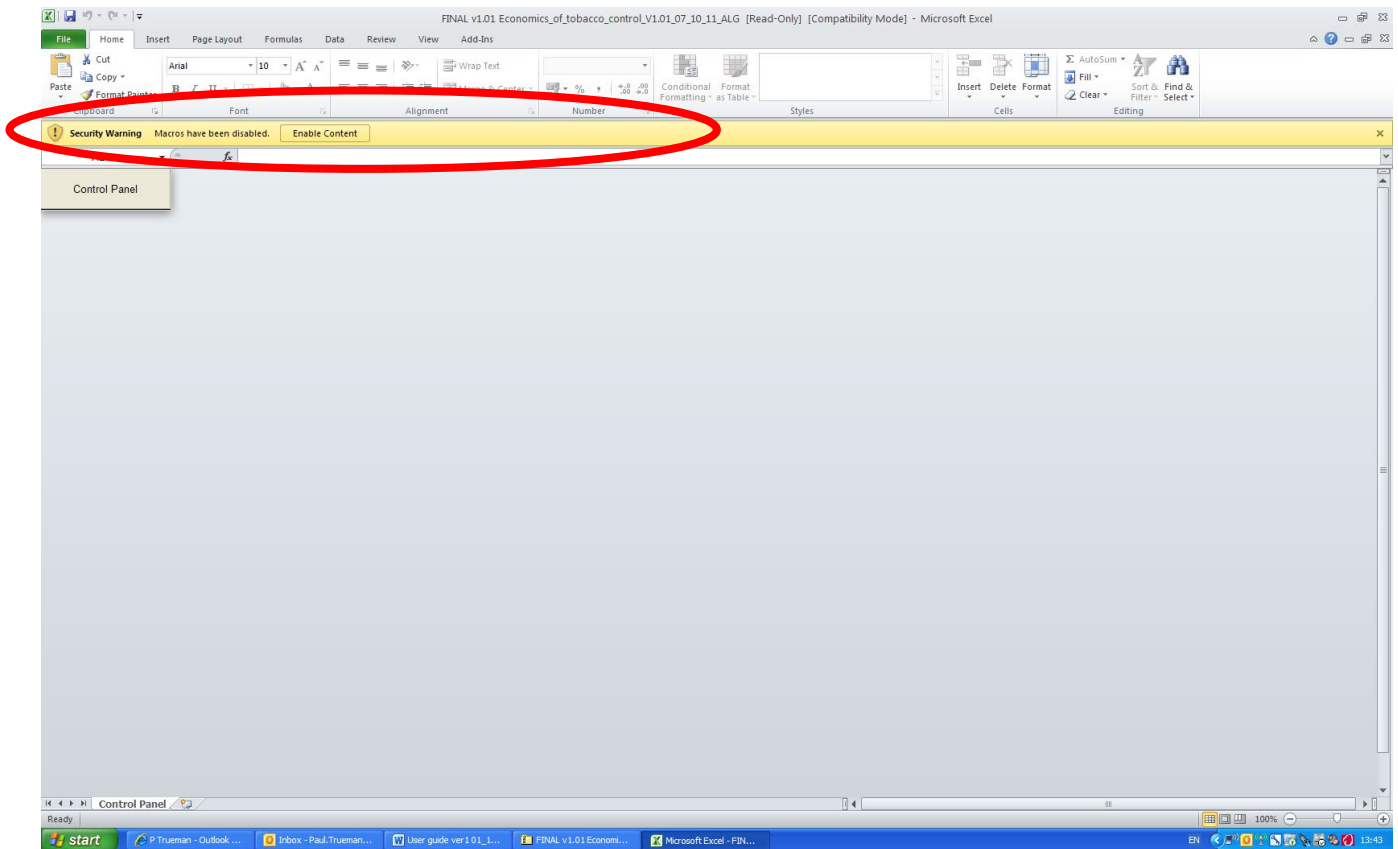 FINAL v1.01 Economics_of_tobacco_control_V1.01_07_10_11_ALG [Read-Only] [Compatibility Mode] - Microsoft Excel
File Home Insert Page Layout Formulas Data Review View Add-Ins
Cut
Copy
Format Painter
Paste
Clipboard
Arial 10
Font
Wrap Text
Alignment
Number
Conditional Formatting
Format as Table
Styles
Insert Delete Format
Cells
AutoSum
Fill
Clear
Sort & Filter
Find & Select
Editing
Security Warning Macros have been disabled. Enable Content
fx
Control Panel
Control Panel
Ready
100%
start P Trueman - Outlook ... Inbox - Paul.Trueman... User guide ver1 01_1... FINAL v1.01 Economi... Microsoft Excel - FIN... EN 13:43